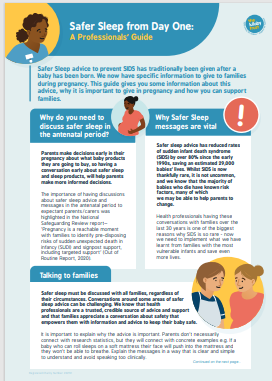 Safer Sleep from Day One:
A Professionals' Guide
Safer Sleep advice to prevent SIDS has traditionally been given after a
baby has been born. We now have specific information to give to families
during pregnancy. This guide gives you some information about this
advice, why it is important to give in pregnancy and how you can support
families.
Why do you need to
discuss safer sleep in
the antenatal period?
Parents make decisions early in their
pregnancy about what baby products
they are going to buy, so having a
conversation early about safer sleep
and sleep products, will help parents
make more informed decisions.
The importance of having discussions
about safer sleep advice and
messages in the antenatal period to
expectant parents/carers was
highlighted in the National
Safeguarding Review report–
'Pregnancy is a reachable moment
with families to identify pre-disposing
risks of sudden unexpected death in
infancy (SUDI) and signpost support,
including targeted support' (Out of
Routine Report, 2020)
Why Safer Sleep
messages are vital
Safer sleep advice has reduced rates
of sudden infant death syndrome
(SIDS) by over 80% since the early
1990s, saving an estimated 29,000
babies' lives. Whilst SIDS is now
thankfully rare, it is not uncommon,
and we know that the majority of
babies who die have known risk
factors, many of which
we may be able to help parents to
change.
Health professionals having these
conversations with families over the
last 30 years is one of the biggest
reasons why SIDS is so rare - now
we need to implement what we have
learnt from families with the most
vulnerable infants and save even
more lives.
Talking to families
Safer sleep must be discussed with all families, regardless of
their circumstances. Conversations around some areas of safer
sleep advice can be challenging. We know that health
professionals are a trusted, credible source of advice and support
and that families appreciate a conversation about safety that
empowers them with information and advice to keep their baby safe.
It is important to explain why the advice is important. Parents don't necessarily
connect with research statistics, but they will connect with concrete examples e.g. if a
baby who can roll sleeps on a soft mattress their face will push into the mattress and
they won't be able to breathe. Explain the messages in a way that is clear and simple
to understand and avoid speaking too clinically.
Continued on the next page